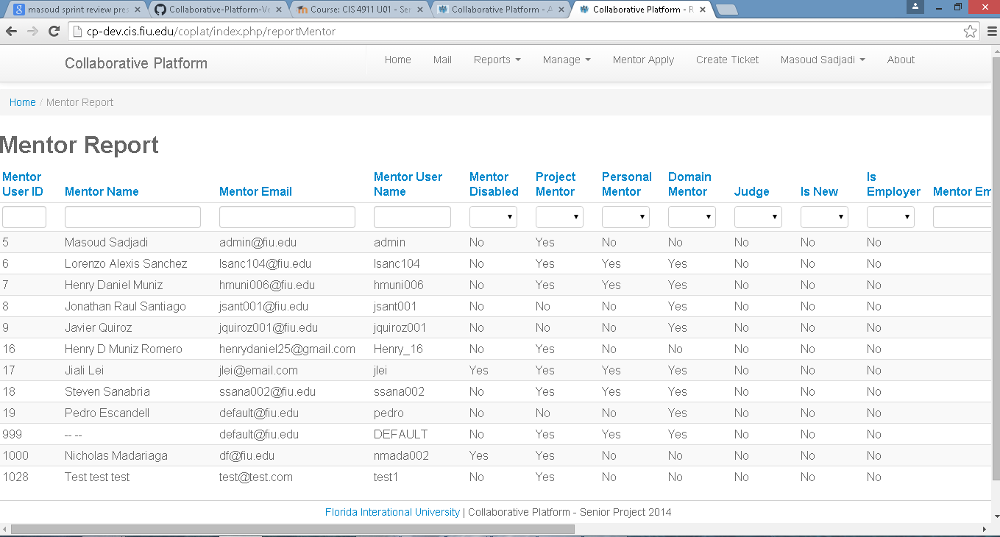 masoud sprint review pres
Collaborative-Platform-Ve
Course: CIS 4911 U01 - Sen
Collaborative Platform - A
Collaborative Platform - R
cp-dev.cis.fiu.edu/coplat/index.php/reportMentor
Collaborative Platform Home Mail Reports Manage Mentor Apply Create Ticket Masoud Sadjadi About
Home / Mentor Report
Mentor Report
Mentor User ID Mentor Name Mentor Email Mentor User Name Mentor Disabled Project Mentor Personal Mentor Domain Mentor Judge Is New Is Employer Mentor Em
5 Masoud Sadjadi admin@fiu.edu admin No Yes No No No No No
6 Lorenzo Alexis Sanchez lsanc104@fiu.edu lsanc104 No Yes Yes Yes No No No
7 Henry Daniel Muniz hmuni006@fiu.edu hmuni006 No Yes Yes Yes No No No
8 Jonathan Raul Santiago jsant001@fiu.edu jsant001 No No No Yes No No No
9 Javier Quiroz jquiroz001@fiu.edu jquiroz001 No No No Yes No No No
16 Henry D Muniz Romero henrydaniel25@gmail.com Henry_16 No Yes No No No No No
17 Jiali Lei jlei@email.com jlei Yes Yes Yes Yes No No No
18 Steven Sanabria ssana002@fiu.edu ssana002 No Yes Yes Yes No No No
19 Pedro Escandell default@fiu.edu pedro No No No Yes No No No
999 -- -- default@fiu.edu DEFAULT No Yes Yes Yes No No No
1000 Nicholas Madariaga df@fiu.edu nmada002 Yes Yes No No No No No
1028 Test test test test@test.com test1 No Yes No No No No No
Florida Interational University | Collaborative Platform - Senior Project 2014